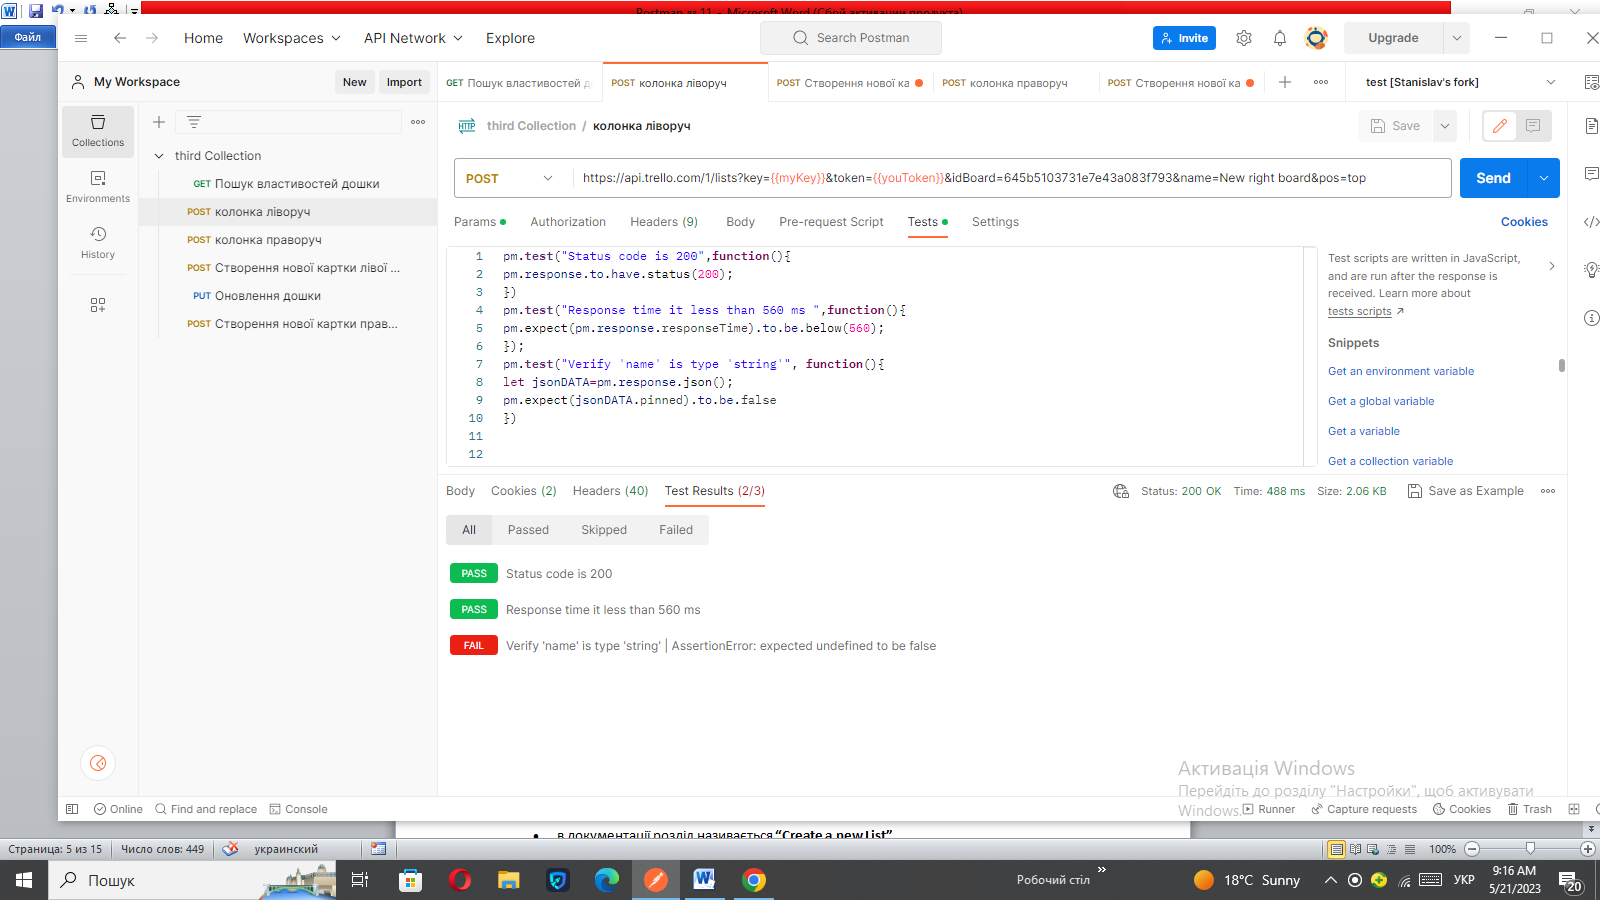 Postman дз 11 - Microsoft Word (Сбой активации продукта)
Файл
Home
Workspaces
API Network
Explore
Search Postman
Invite
Upgrade
My Workspace
New
Import
GET Пошук властивостей д
POST колонка ліворуч
POST Створення нової ка
POST колонка праворуч
POST Створення нової ка
test [Stanislav's fork]
Collections
Environments
History
third Collection
GET Пошук властивостей дошки
POST колонка ліворуч
POST колонка праворуч
POST Створення нової картки лівої ...
PUT Оновлення дошки
POST Створення нової картки прав...
HTTP third Collection / колонка ліворуч
Save
POST
https://api.trello.com/1/lists?key={{myKey}}&token={{youToken}}&idBoard=645b5103731e7e43a083f793&name=New right board&pos=top
Send
Params
Authorization
Headers (9)
Body
Pre-request Script
Tests
Settings
Cookies
1 pm.test("Status code is 200",function(){
2 pm.response.to.have.status(200);
3 })
4 pm.test("Response time it less than 560 ms ",function(){
5 pm.expect(pm.response.responseTime).to.be.below(560);
6 });
7 pm.test("Verify 'name' is type 'string'", function(){
8 let jsonDATA=pm.response.json();
9 pm.expect(jsonDATA.pinned).to.be.false
10 })
11
12
Test scripts are written in JavaScript,
and are run after the response is
received. Learn more about
tests scripts ↗
Snippets
Get an environment variable
Get a global variable
Get a variable
Get a collection variable
Body
Cookies (2)
Headers (40)
Test Results (2/3)
Status: 200 OK
Time: 488 ms
Size: 2.06 KB
Save as Example
All
Passed
Skipped
Failed
PASS Status code is 200
PASS Response time it less than 560 ms
FAIL Verify 'name' is type 'string' | AssertionError: expected undefined to be false
Активація Windows
Перейдіть до розділу "Настройки", щоб активувати
Windows.
Online
Find and replace
Console
Runner
Capture requests
Cookies
Trash
в документації розділ називається “Create a new List”
Страница: 5 из 15
Число слов: 449
украинский
100%
Пошук
Робочий стіл
18°C Sunny
УКР
9:16 AM
5/21/2023
20